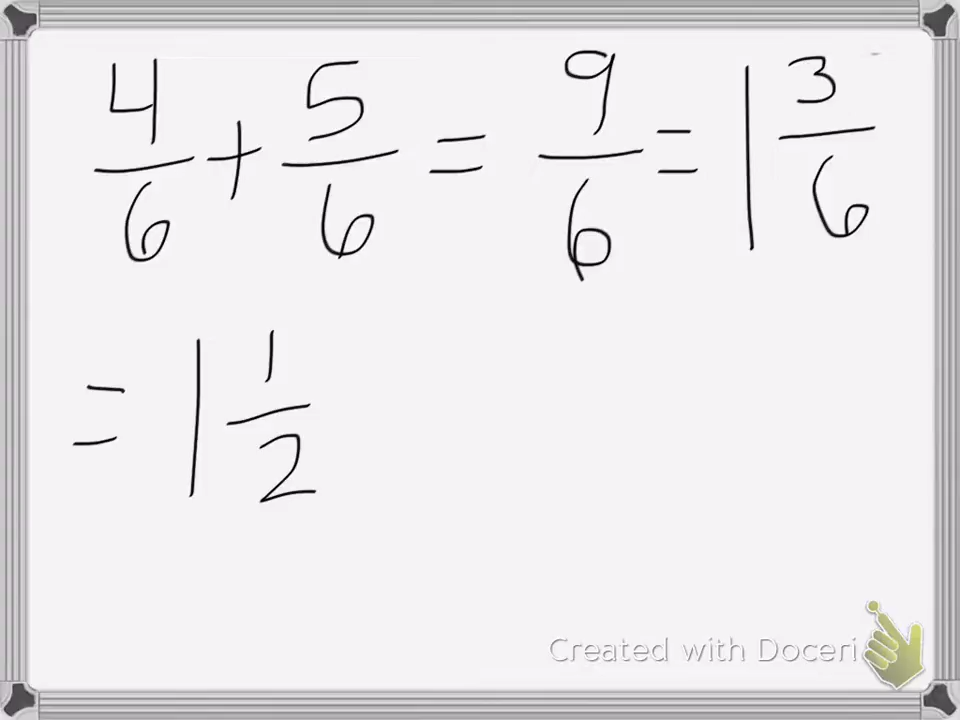 4/6 + 5/6 = 9/6 = 1 3/6
= 1 1/2
Created with Doceri